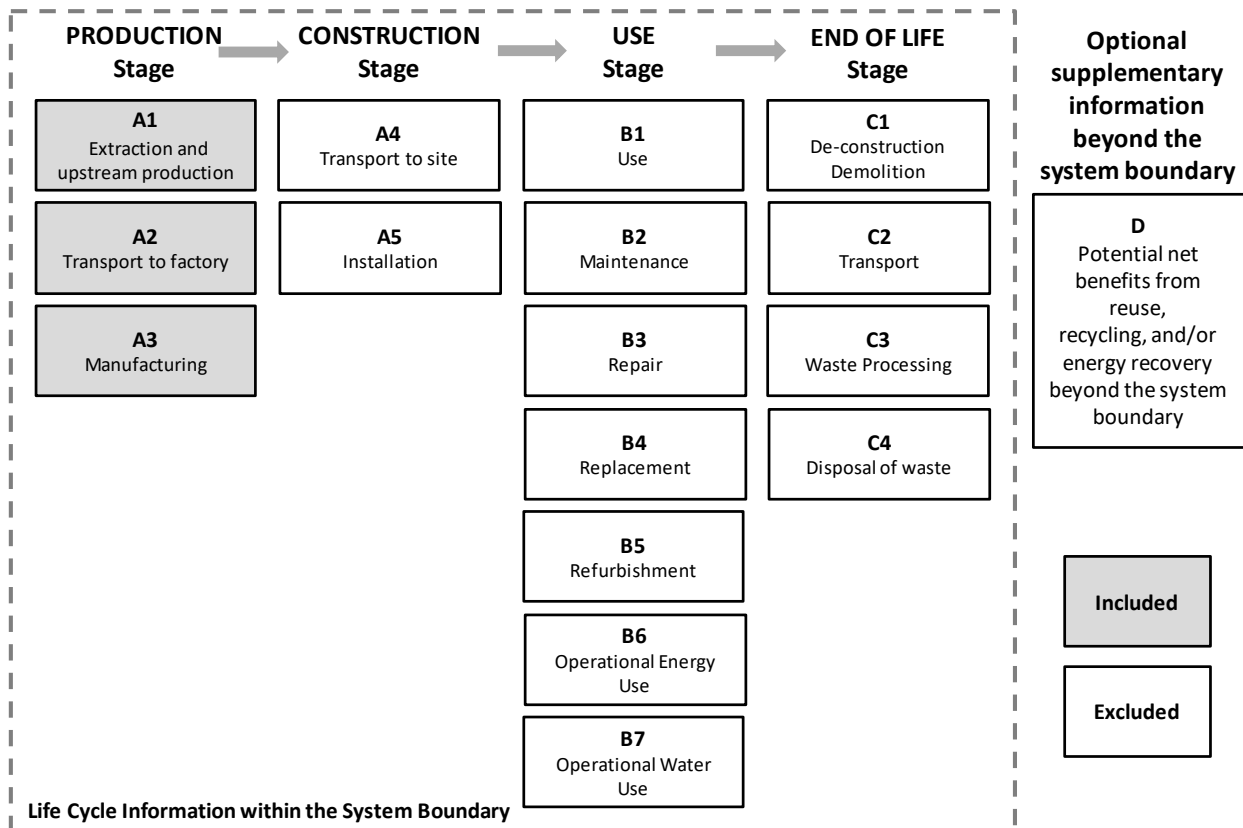 PRODUCTION
Stage
CONSTRUCTION
Stage
USE
Stage
END OF LIFE
Stage
A1
Extraction and
upstream production
A2
Transport to factory
A3
Manufacturing
A4
Transport to site
A5
Installation
B1
Use
B2
Maintenance
B3
Repair
B4
Replacement
B5
Refurbishment
B6
Operational Energy
Use
B7
Operational Water
Use
C1
De-construction
Demolition
C2
Transport
C3
Waste Processing
C4
Disposal of waste
Life Cycle Information within the System Boundary
Optional
supplementary
information
beyond the
system boundary
D
Potential net
benefits from
reuse,
recycling, and/or
energy recovery
beyond the system
boundary
Included
Excluded